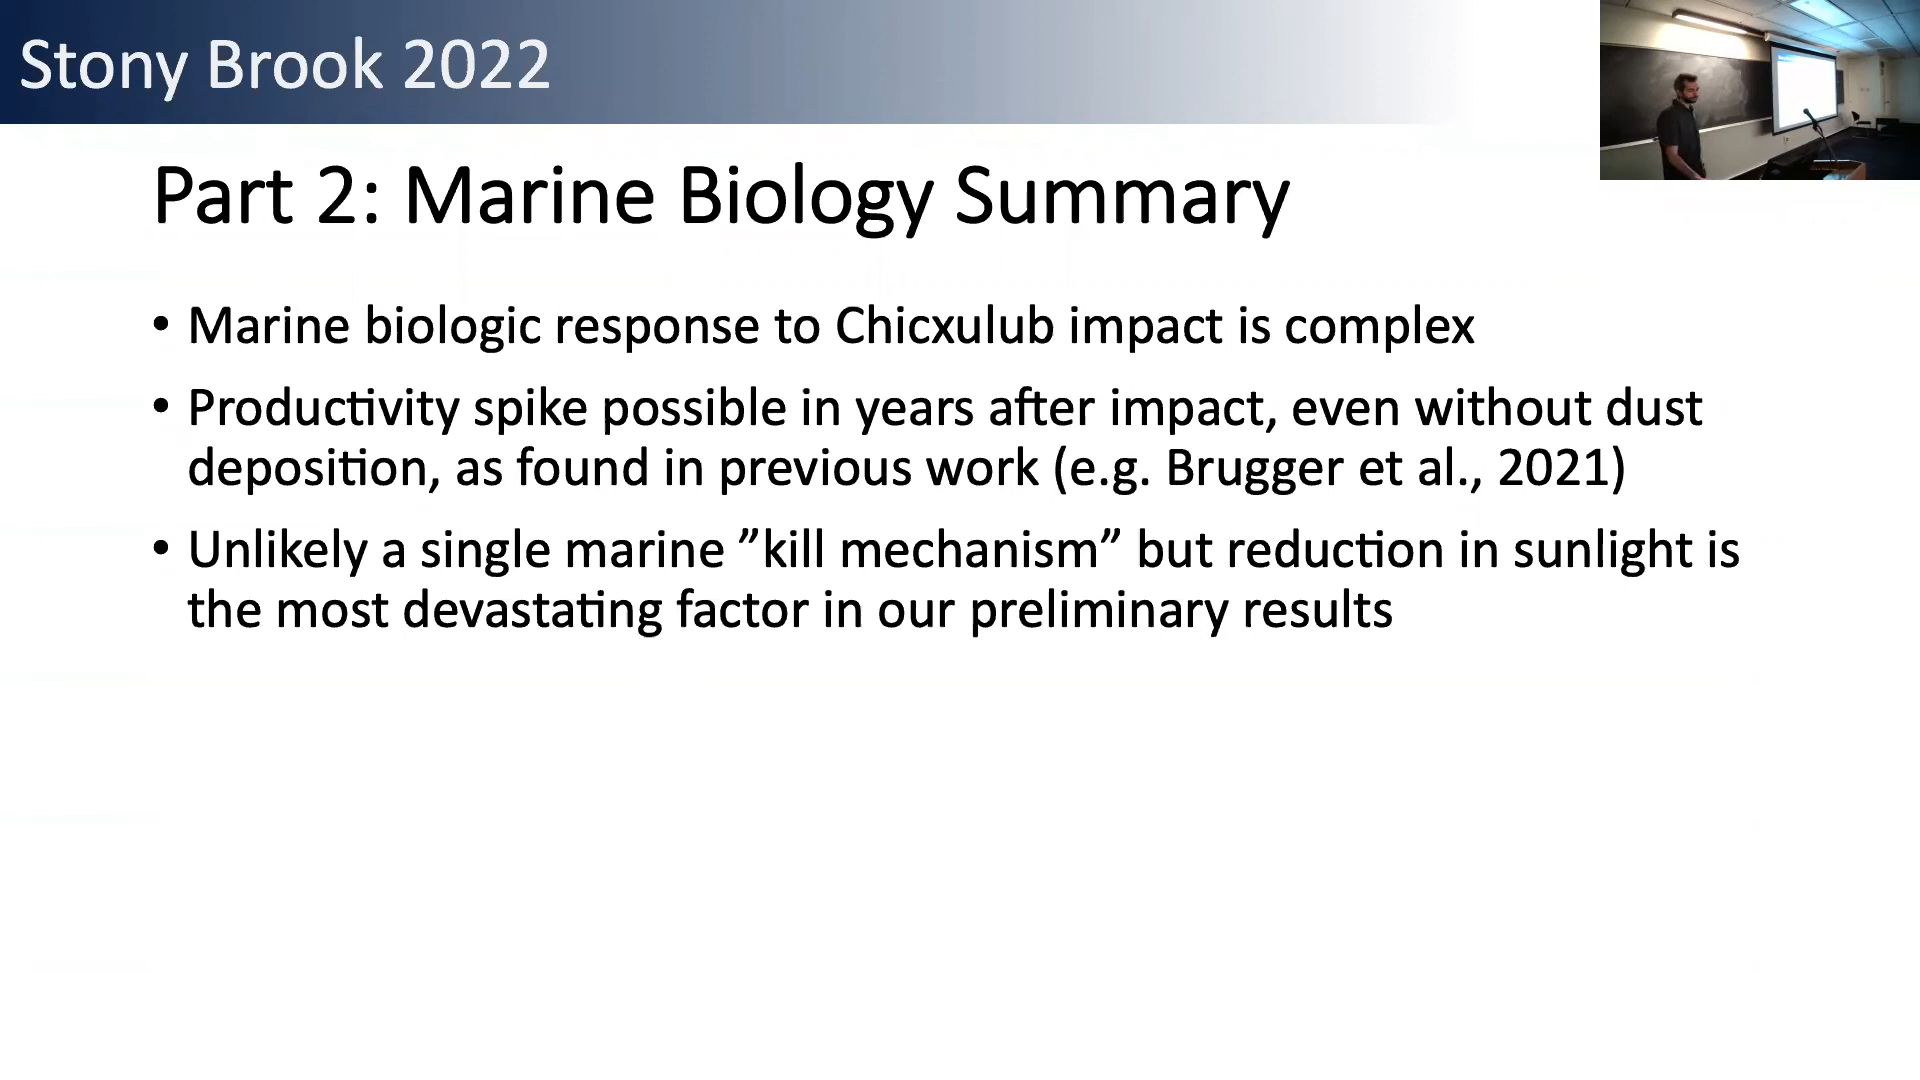 Stony Brook 2022
Part 2: Marine Biology Summary
• Marine biologic response to Chicxulub impact is complex
• Productivity spike possible in years after impact, even without dust
deposition, as found in previous work (e.g. Brugger et al., 2021)
• Unlikely a single marine ”kill mechanism” but reduction in sunlight is
the most devastating factor in our preliminary results